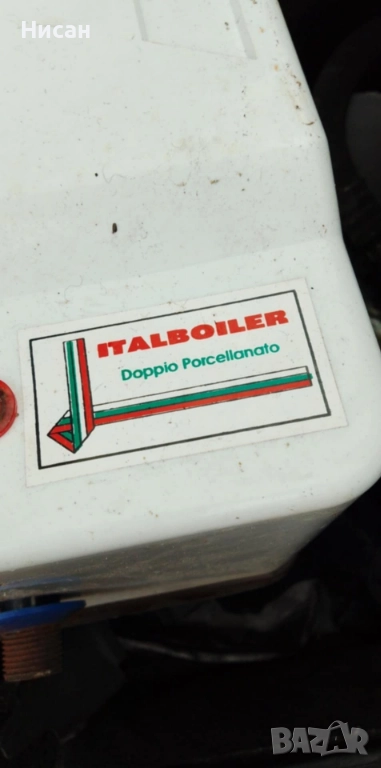 Нисан
ITALBOILER
Doppio Porcellanato
BAZAR